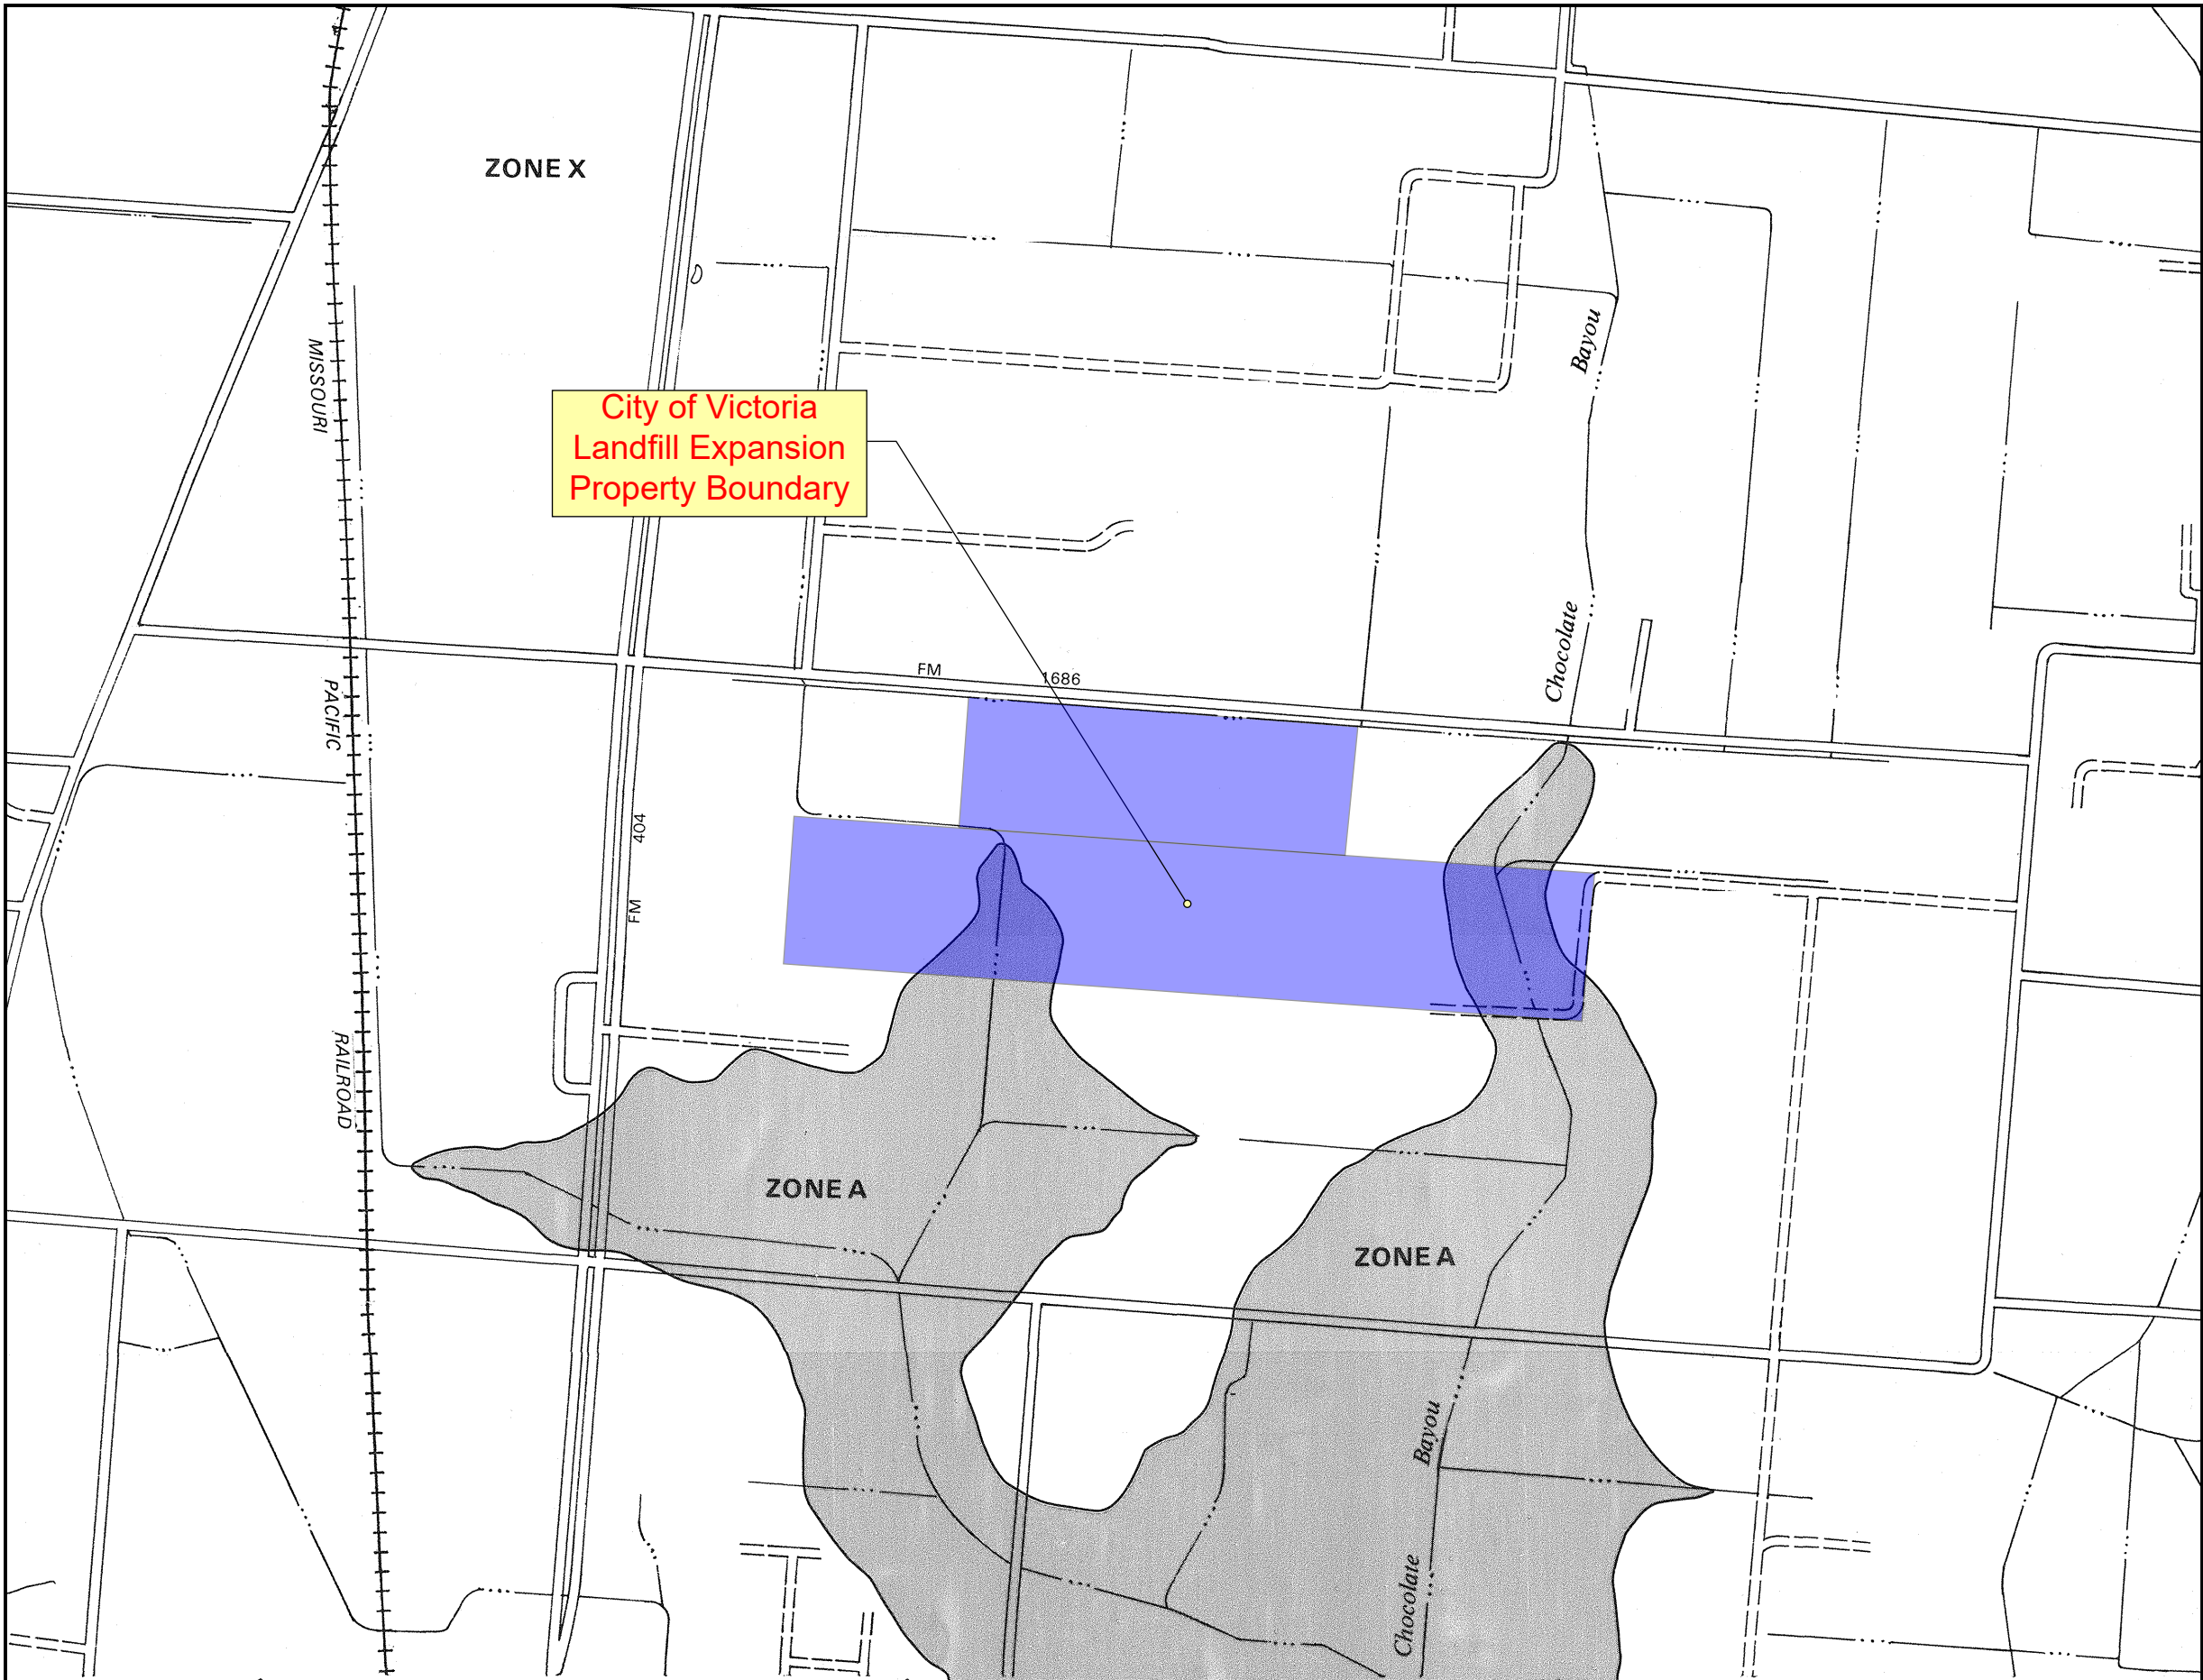 ZONE X
MISSOURI
Bayou
City of Victoria
Landfill Expansion
Property Boundary
Chocolate
FM 1686
PACIFIC
404
FM
RAILROAD
ZONE A
ZONE A
Bayou
Chocolate